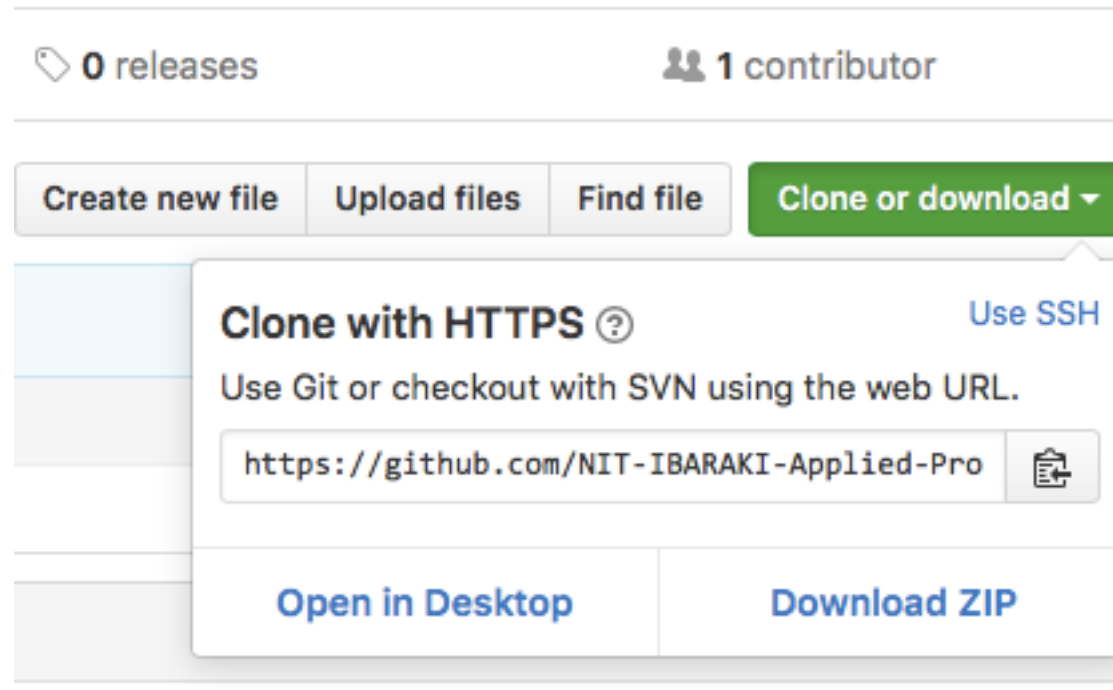 0 releases
1 contributor
Create new file
Upload files
Find file
Clone or download
Clone with HTTPS
Use SSH
Use Git or checkout with SVN using the web URL.
https://github.com/NIT-IBARAKI-Applied-Pro
Open in Desktop
Download ZIP